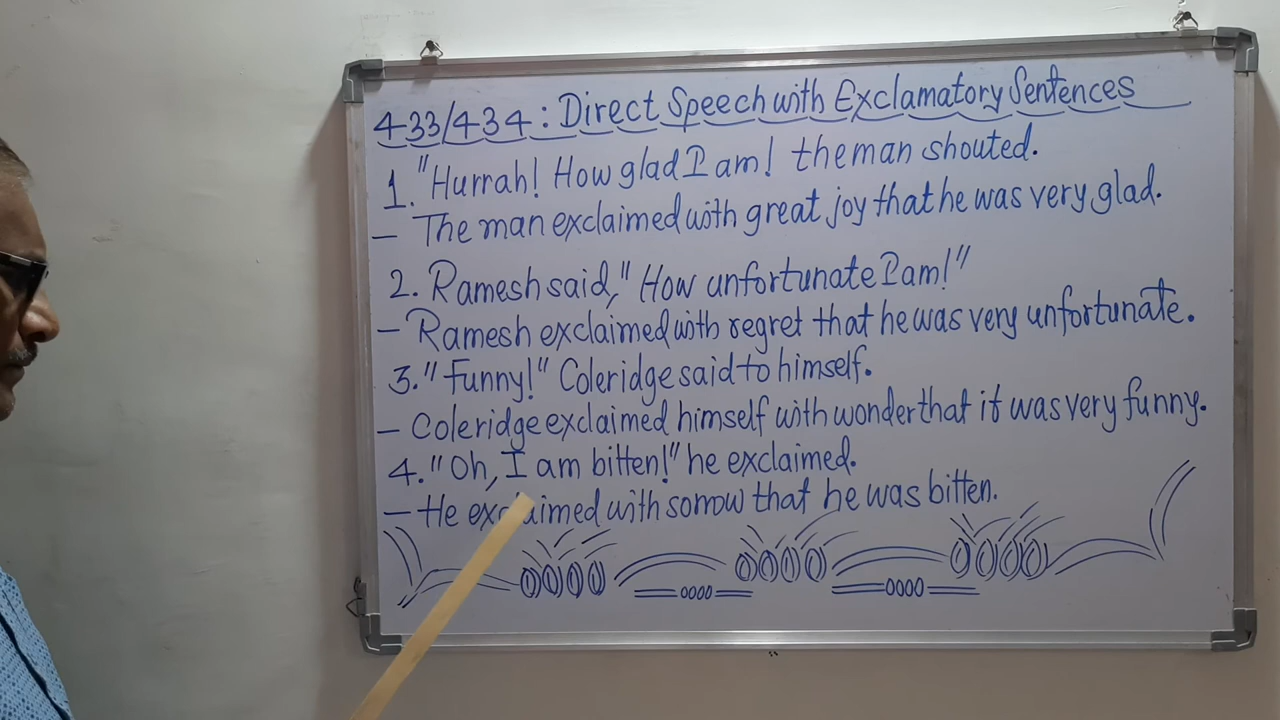 433/434 : Direct Speech with Exclamatory Sentences
1. "Hurrah! How glad I am! the man shouted.
— The man exclaimed with great joy that he was very glad.
2. Ramesh said, "How unfortunate I am!"
— Ramesh exclaimed with regret that he was very unfortunate.
3. "Funny!" Coleridge said to himself.
— Coleridge exclaimed himself with wonder that it was very funny.
4. "Oh, I am bitten!" he exclaimed.
— He exclaimed with sorrow that he was bitten.